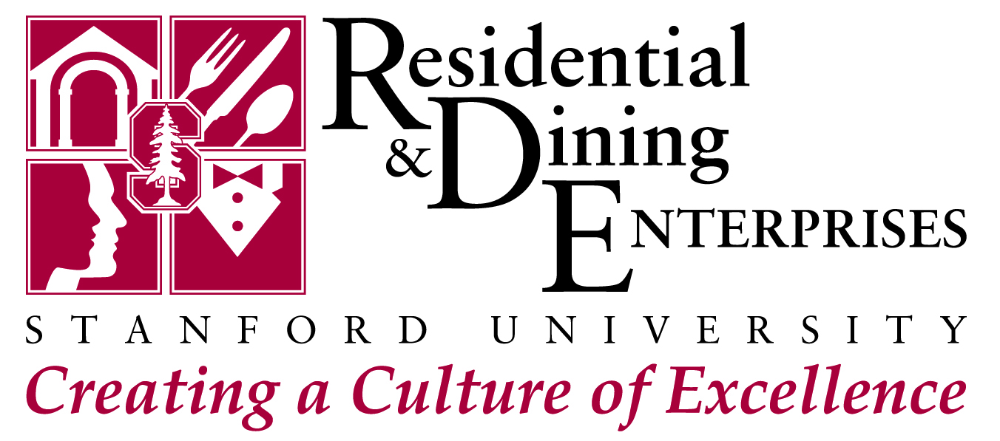 Residential
& Dining
ENTERPRISES
STANFORD UNIVERSITY
Creating a Culture of Excellence